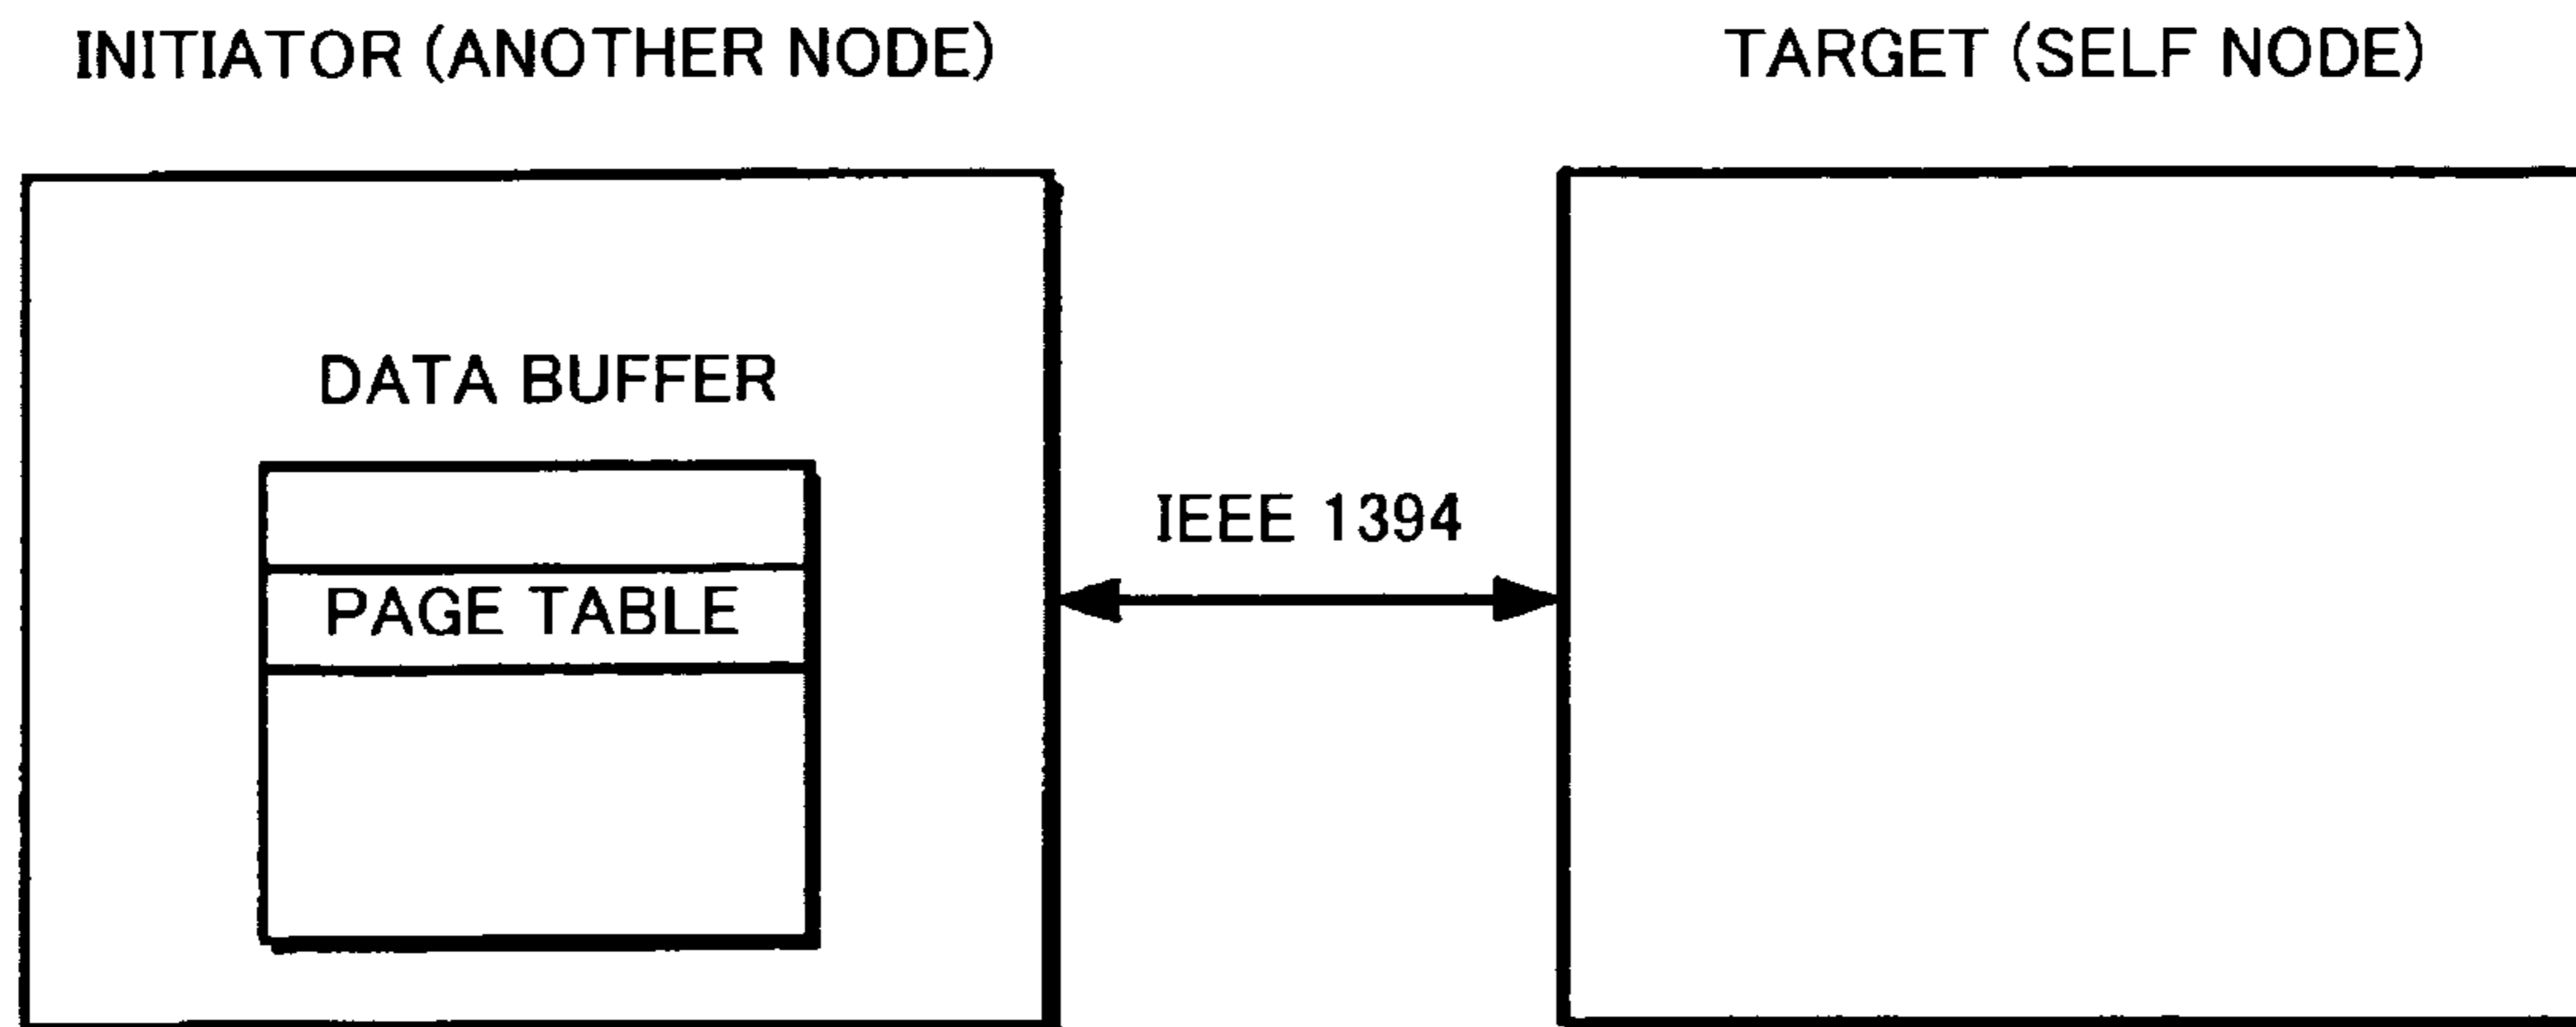 INITIATOR (ANOTHER NODE)
TARGET (SELF NODE)
DATA BUFFER
PAGE TABLE
IEEE 1394